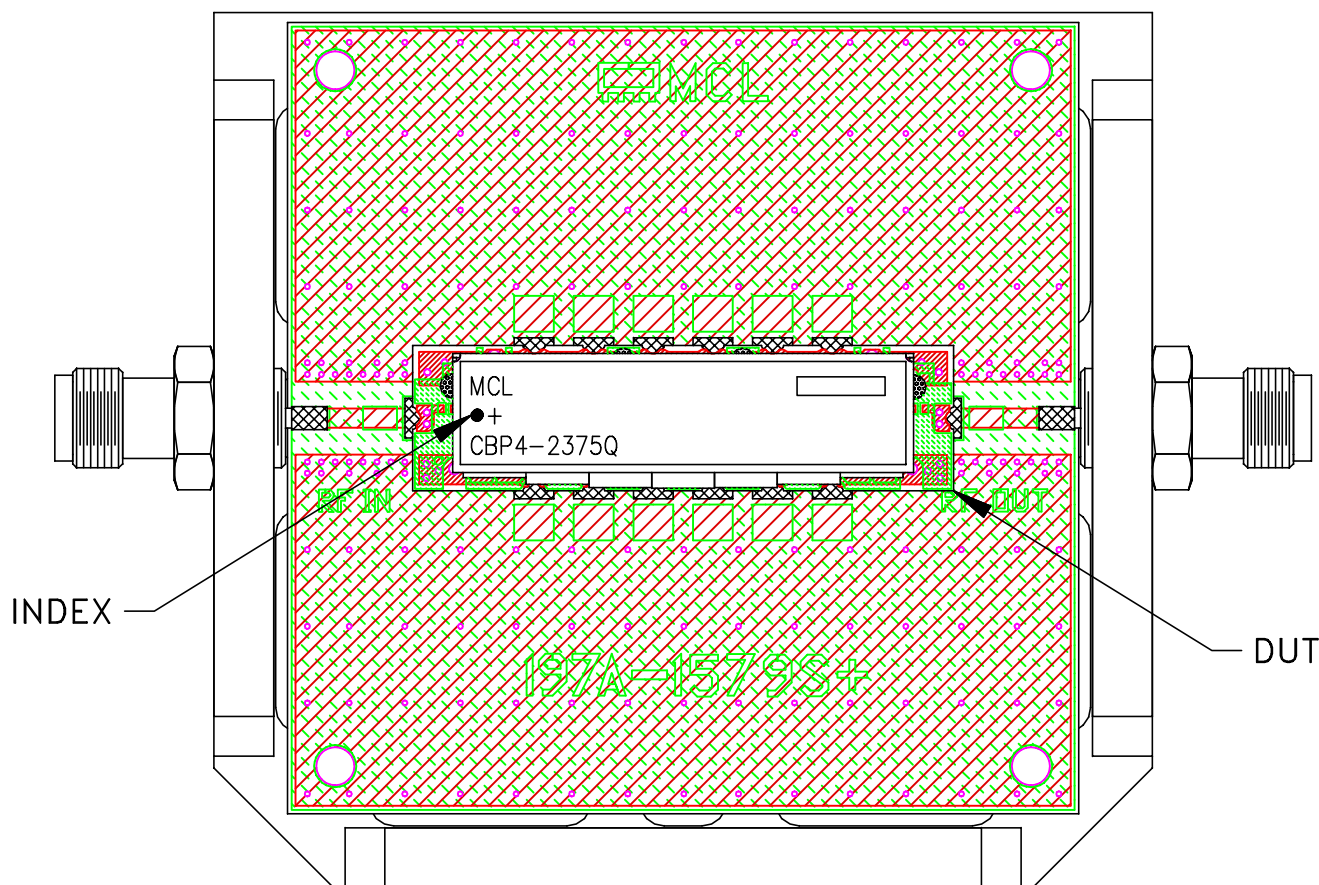 MCL
MCL
+
CBP4-2375Q
RF IN
RF OUT
INDEX
DUT
197A-1579S+